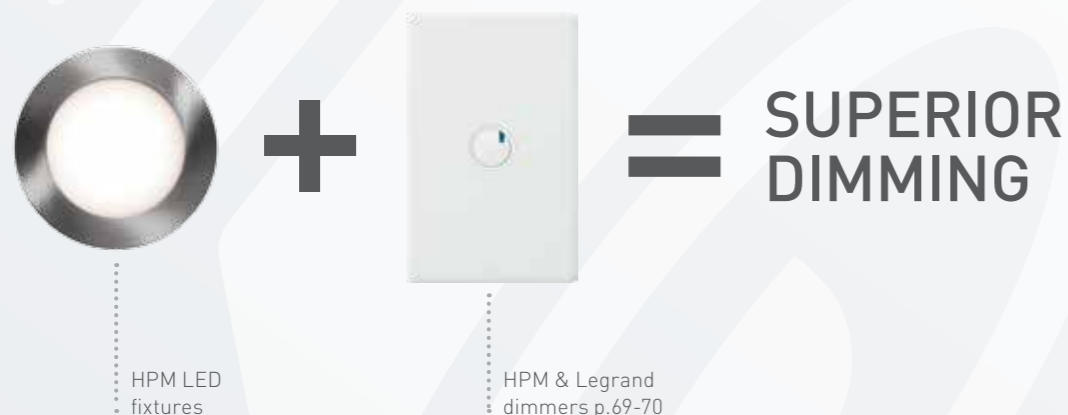 SUPERIOR
DIMMING
HPM LED
fixtures
HPM & Legrand
dimmers p.69-70